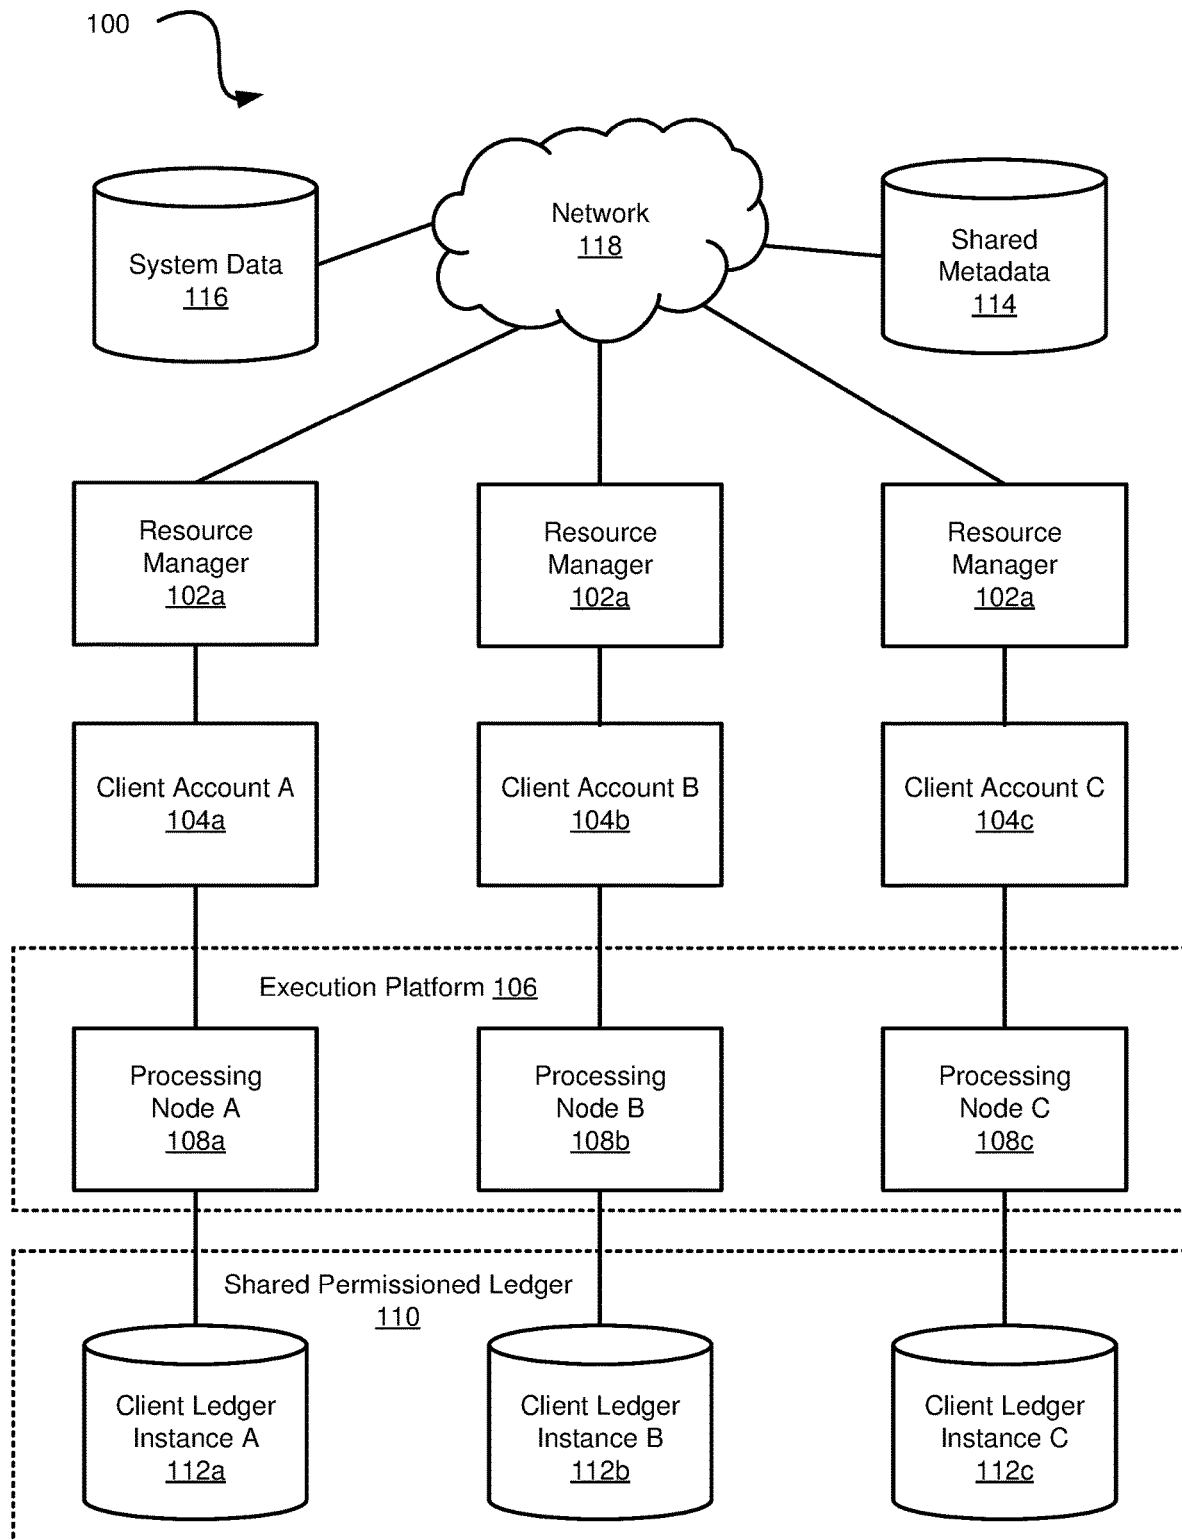 100
Network
118
System Data
116
Shared
Metadata
114
Resource
Manager
102a
Resource
Manager
102a
Resource
Manager
102a
Client Account A
104a
Client Account B
104b
Client Account C
104c
Execution Platform 106
Processing
Node A
108a
Processing
Node B
108b
Processing
Node C
108c
Shared Permissioned Ledger
110
Client Ledger
Instance A
112a
Client Ledger
Instance B
112b
Client Ledger
Instance C
112c